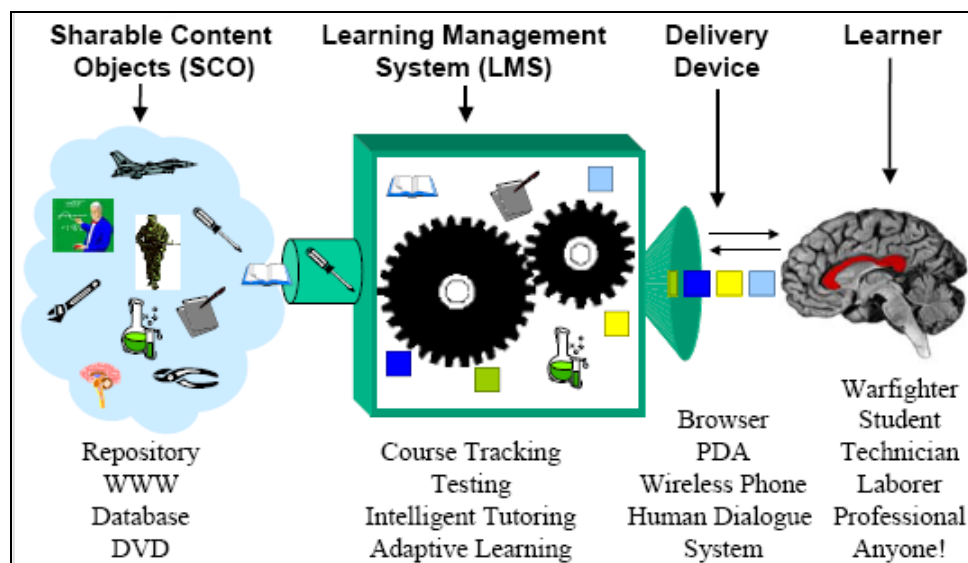 Sharable Content
Objects (SCO)
Learning Management
System (LMS)
Delivery
Device
Learner
Repository
WWW
Database
DVD
Course Tracking
Testing
Intelligent Tutoring
Adaptive Learning
Browser
PDA
Wireless Phone
Human Dialogue
System
Warfighter
Student
Technician
Laborer
Professional
Anyone!